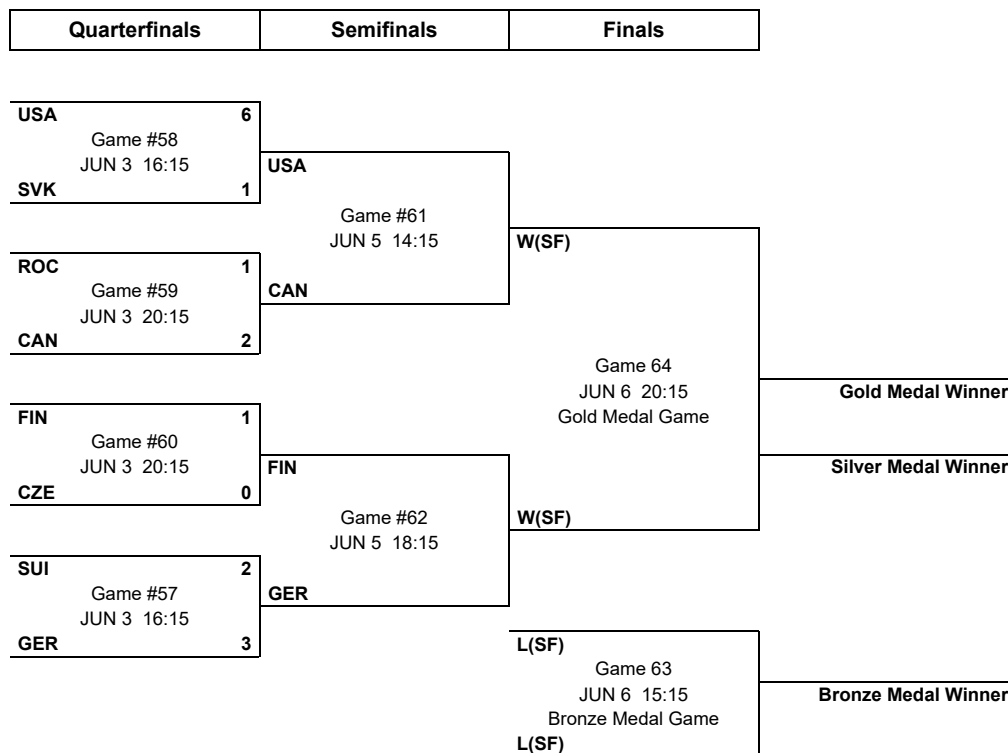 Quarterfinals Semifinals Finals
USA 6
Game #58
JUN 3 16:15
SVK 1
USA
Game #61
JUN 5 14:15
CAN
ROC 1
Game #59
JUN 3 20:15
CAN 2
W(SF)
Game 64
JUN 6 20:15
Gold Medal Game
W(SF)
Gold Medal Winner
Silver Medal Winner
FIN 1
Game #60
JUN 3 20:15
CZE 0
FIN
Game #62
JUN 5 18:15
GER
SUI 2
Game #57
JUN 3 16:15
GER 3
L(SF)
Game 63
JUN 6 15:15
Bronze Medal Game
L(SF)
Bronze Medal Winner